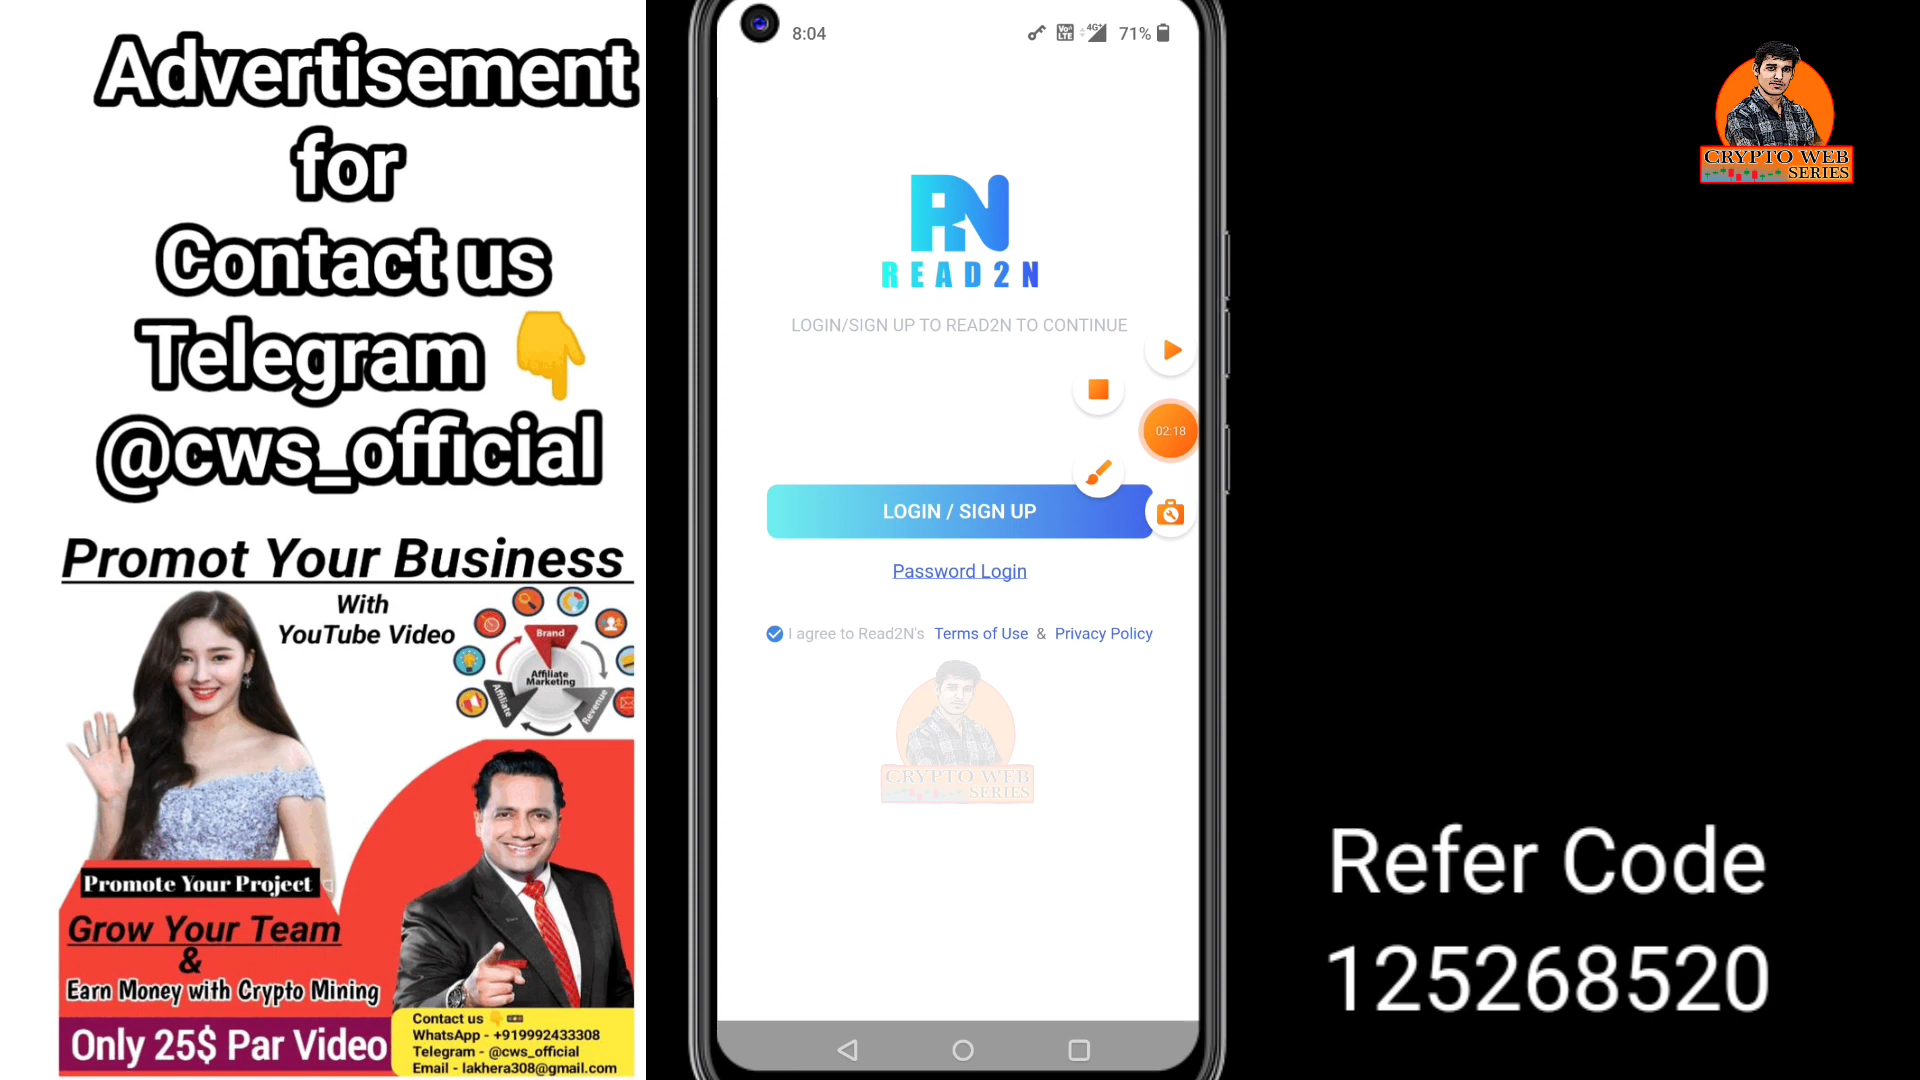 Advertisement
for
Contact us
Telegram 👇
@cws_official
Promot Your Business
With
YouTube Video
Brand
Affiliate
Marketing
Affiliate
Revenue
Promote Your Project
Grow Your Team
&
Earn Money with Crypto Mining
Only 25$ Par Video
Contact us 👇
WhatsApp - +919992433308
Telegram - @cws_official
Email - lakhera308@gmail.com
8:04
Vo) LTE 4G+ 71%
RN
READ2N
LOGIN/SIGN UP TO READ2N TO CONTINUE
02:18
LOGIN / SIGN UP
Password Login
I agree to Read2N's Terms of Use & Privacy Policy
CRYPTO WEB
SERIES
CRYPTO WEB
SERIES
Refer Code
125268520